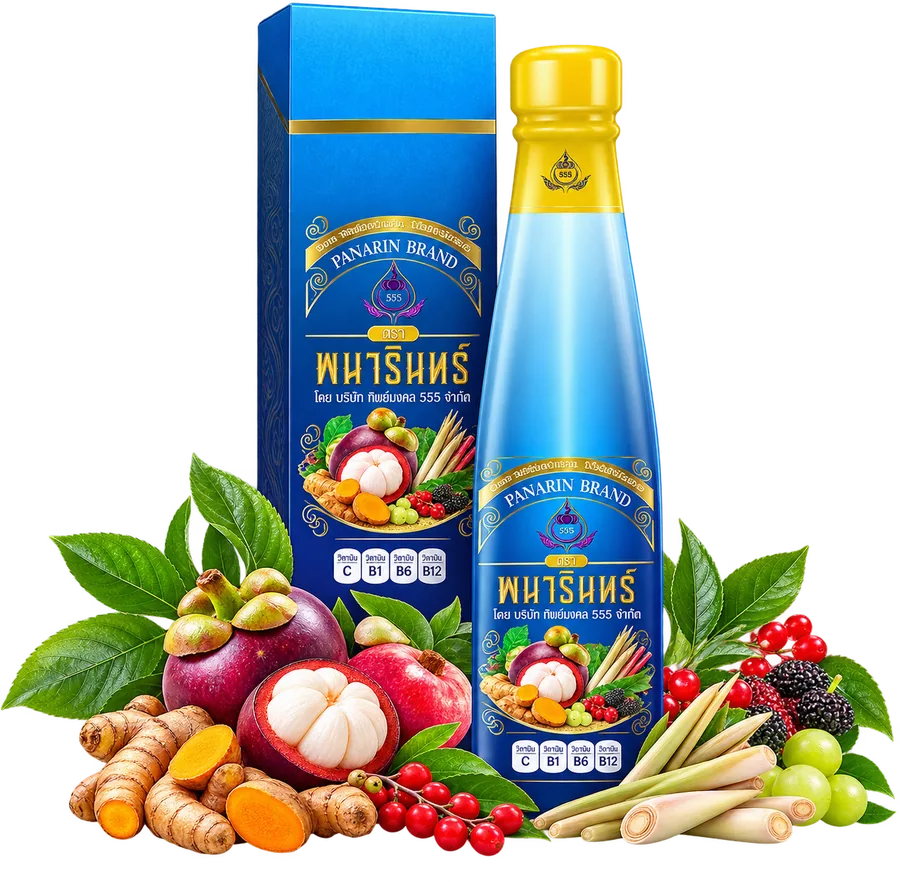 PANARIN BRAND
555
ตรา
พนารินทร์
โดย บริษัท ทิพย์มงคล 555 จำกัด
วิตามิน C
วิตามิน B1
วิตามิน B6
วิตามิน B12
555
PANARIN BRAND
555
ตรา
พนารินทร์
โดย บริษัท ทิพย์มงคล 555 จำกัด
วิตามิน C
วิตามิน B1
วิตามิน B6
วิตามิน B12